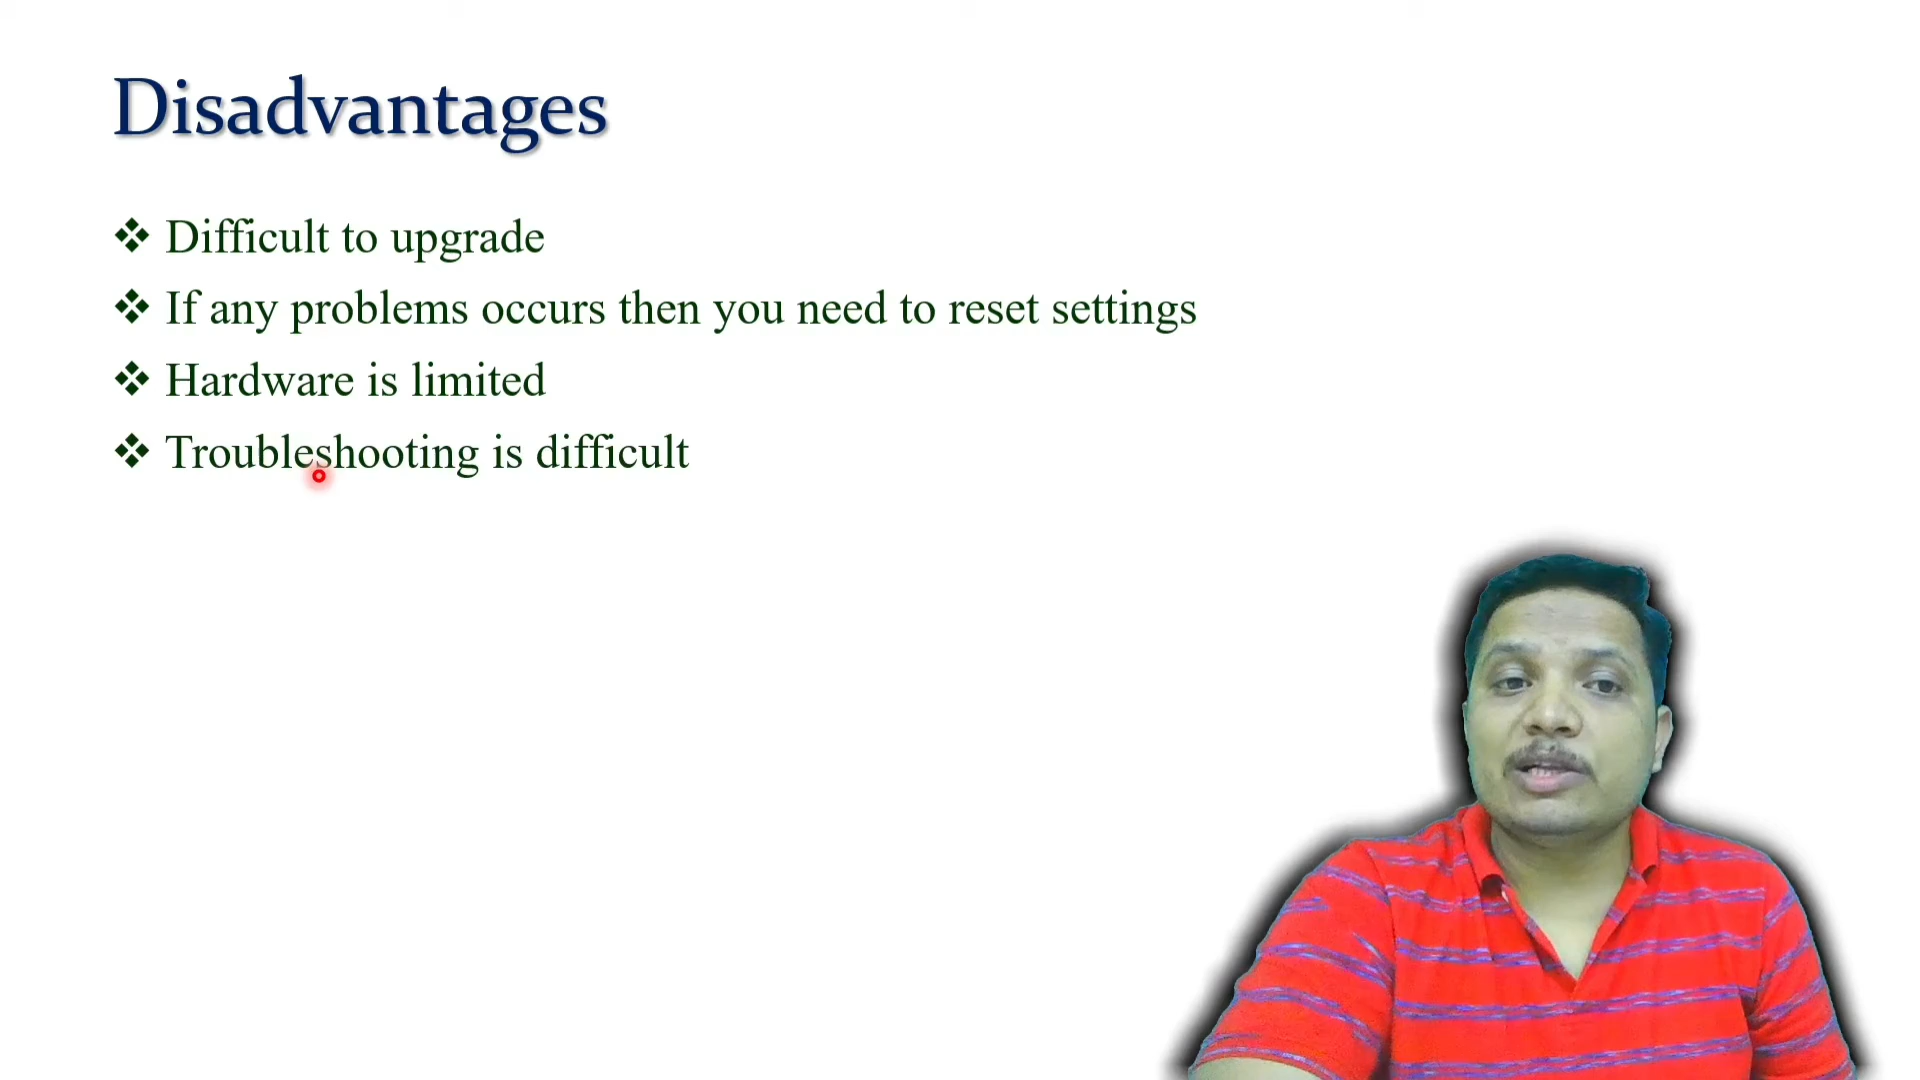 Disadvantages
❖ Difficult to upgrade
❖ If any problems occurs then you need to reset settings
❖ Hardware is limited
❖ Troubleshooting is difficult